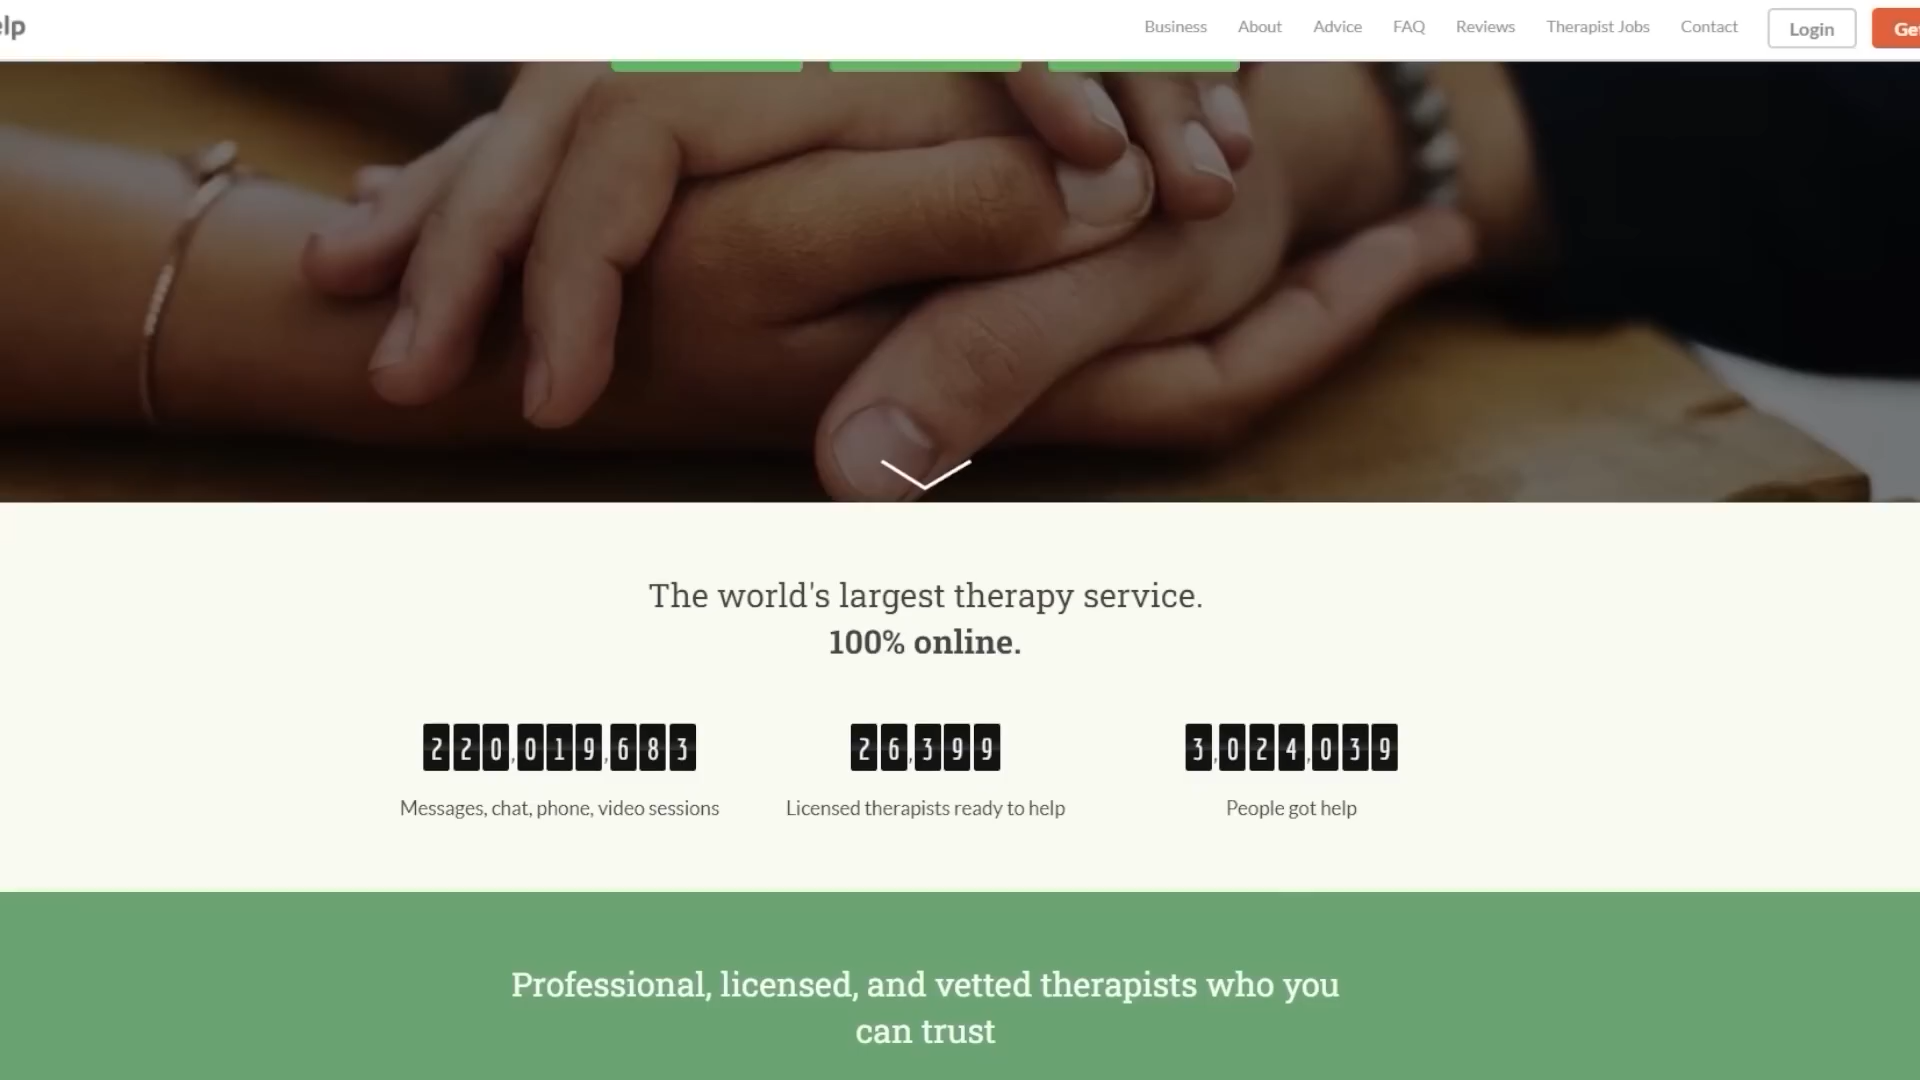 elp
Business About Advice FAQ Reviews Therapist Jobs Contact Login Get
The world's largest therapy service.
100% online.
220,019,683 26,399 3,024,039
Messages, chat, phone, video sessions Licensed therapists ready to help People got help
Professional, licensed, and vetted therapists who you
can trust